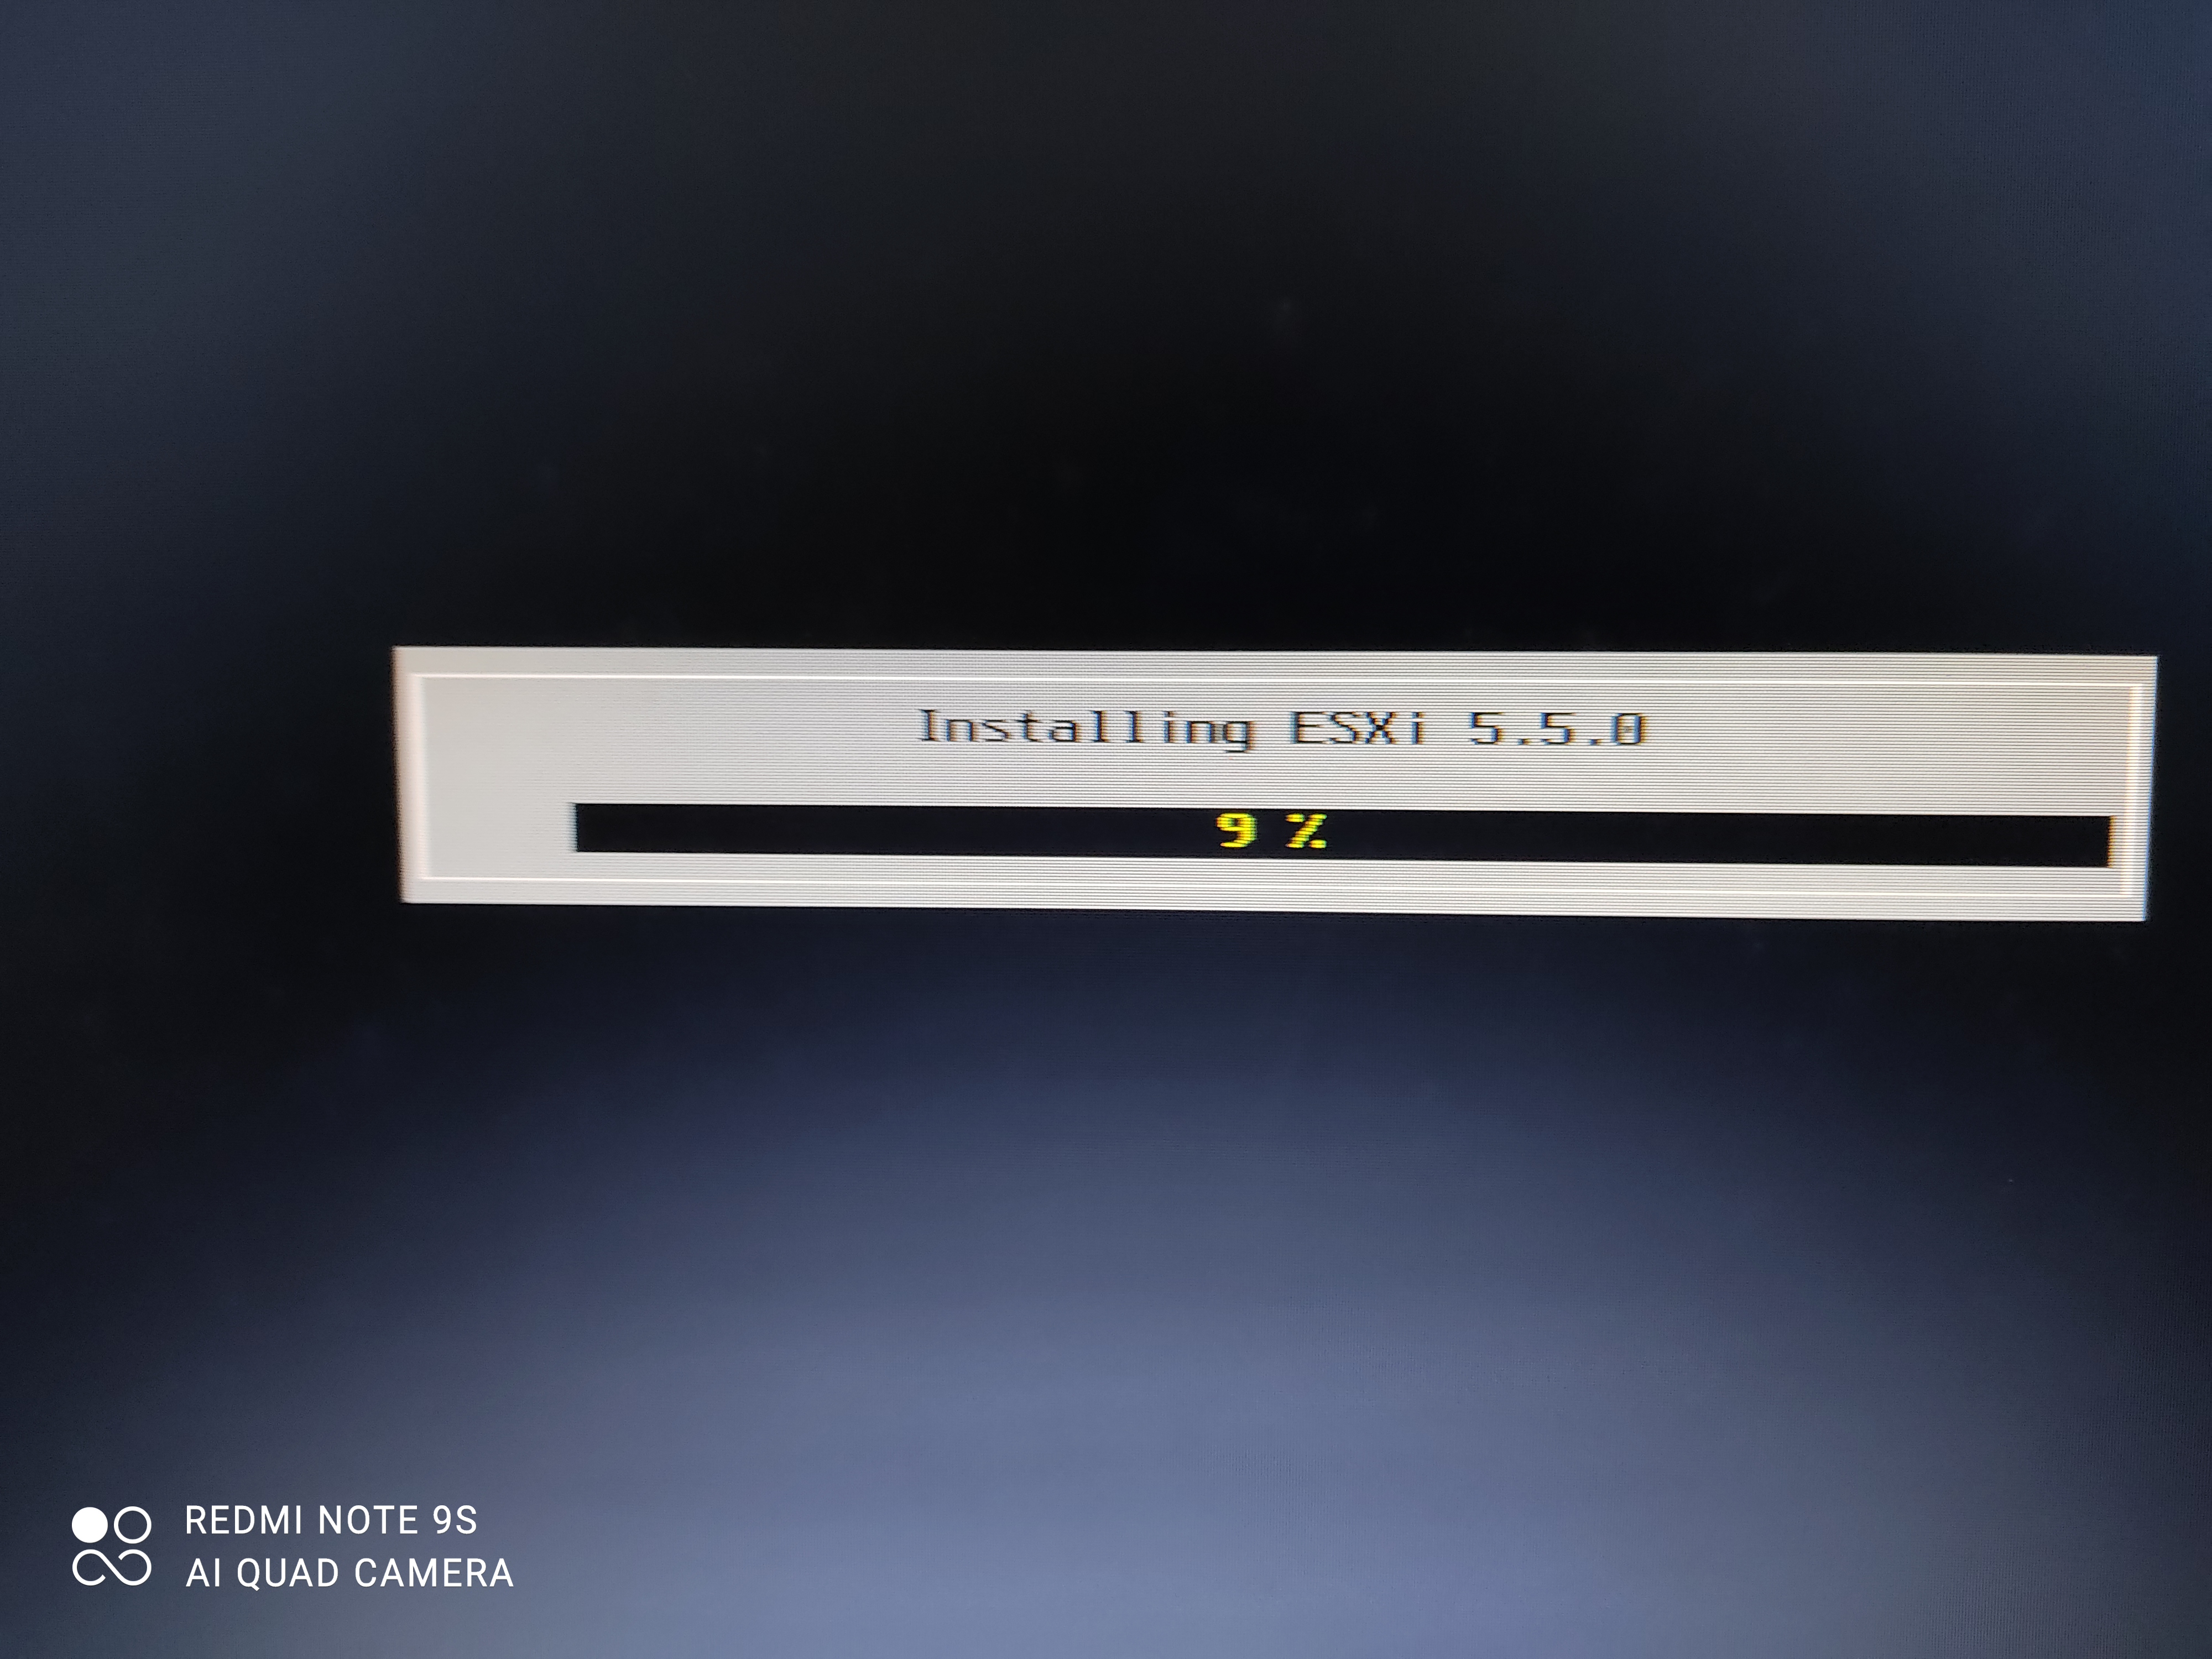 Installing ESXi 5.5.0
9 %
REDMI NOTE 9S
AI QUAD CAMERA